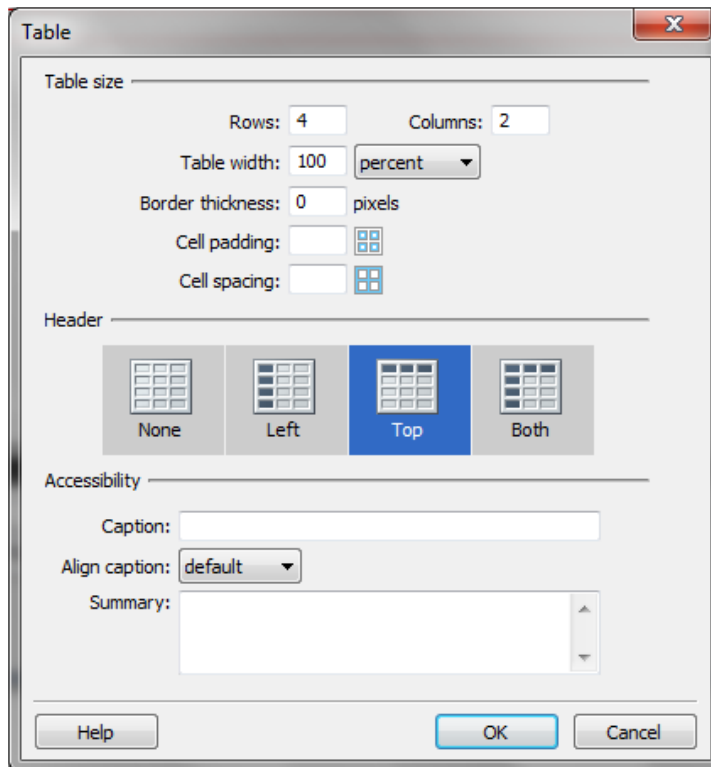 Table
Table size
Rows: 4 Columns: 2
Table width: 100 percent
Border thickness: 0 pixels
Cell padding:
Cell spacing:
Header
None Left Top Both
Accessibility
Caption:
Align caption: default
Summary:
Help OK Cancel